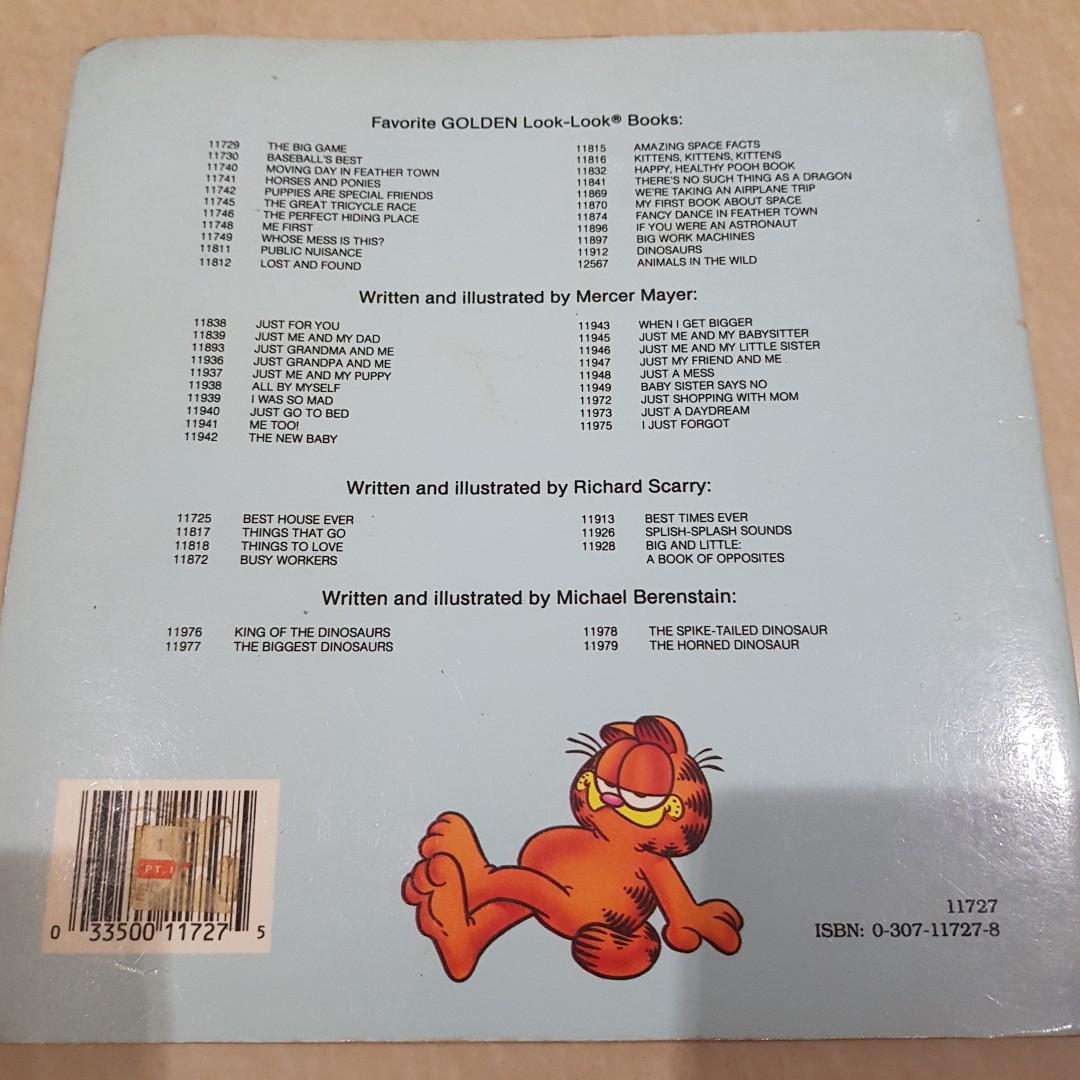 Favorite GOLDEN Look-Look® Books:
11729 THE BIG GAME
11730 BASEBALL'S BEST
11740 MOVING DAY IN FEATHER TOWN
11741 HORSES AND PONIES
11742 PUPPIES ARE SPECIAL FRIENDS
11745 THE GREAT TRICYCLE RACE
11746 THE PERFECT HIDING PLACE
11748 ME FIRST
11749 WHOSE MESS IS THIS?
11811 PUBLIC NUISANCE
11812 LOST AND FOUND
11815 AMAZING SPACE FACTS
11816 KITTENS, KITTENS, KITTENS
11832 HAPPY, HEALTHY POOH BOOK
11841 THERE'S NO SUCH THING AS A DRAGON
11869 WE'RE TAKING AN AIRPLANE TRIP
11870 MY FIRST BOOK ABOUT SPACE
11874 FANCY DANCE IN FEATHER TOWN
11896 IF YOU WERE AN ASTRONAUT
11897 BIG WORK MACHINES
11912 DINOSAURS
12567 ANIMALS IN THE WILD
Written and illustrated by Mercer Mayer:
11838 JUST FOR YOU
11839 JUST ME AND MY DAD
11893 JUST GRANDMA AND ME
11936 JUST GRANDPA AND ME
11937 JUST ME AND MY PUPPY
11938 ALL BY MYSELF
11939 I WAS SO MAD
11940 JUST GO TO BED
11941 ME TOO!
11942 THE NEW BABY
11943 WHEN I GET BIGGER
11945 JUST ME AND MY BABYSITTER
11946 JUST ME AND MY LITTLE SISTER
11947 JUST MY FRIEND AND ME
11948 JUST A MESS
11949 BABY SISTER SAYS NO
11972 JUST SHOPPING WITH MOM
11973 JUST A DAYDREAM
11975 I JUST FORGOT
Written and illustrated by Richard Scarry:
11725 BEST HOUSE EVER
11817 THINGS THAT GO
11818 THINGS TO LOVE
11872 BUSY WORKERS
11913 BEST TIMES EVER
11926 SPLISH-SPLASH SOUNDS
11928 BIG AND LITTLE:
A BOOK OF OPPOSITES
Written and illustrated by Michael Berenstain:
11976 KING OF THE DINOSAURS
11977 THE BIGGEST DINOSAURS
11978 THE SPIKE-TAILED DINOSAUR
11979 THE HORNED DINOSAUR
PT.
0 33500 11727 5
11727
ISBN: 0-307-11727-8